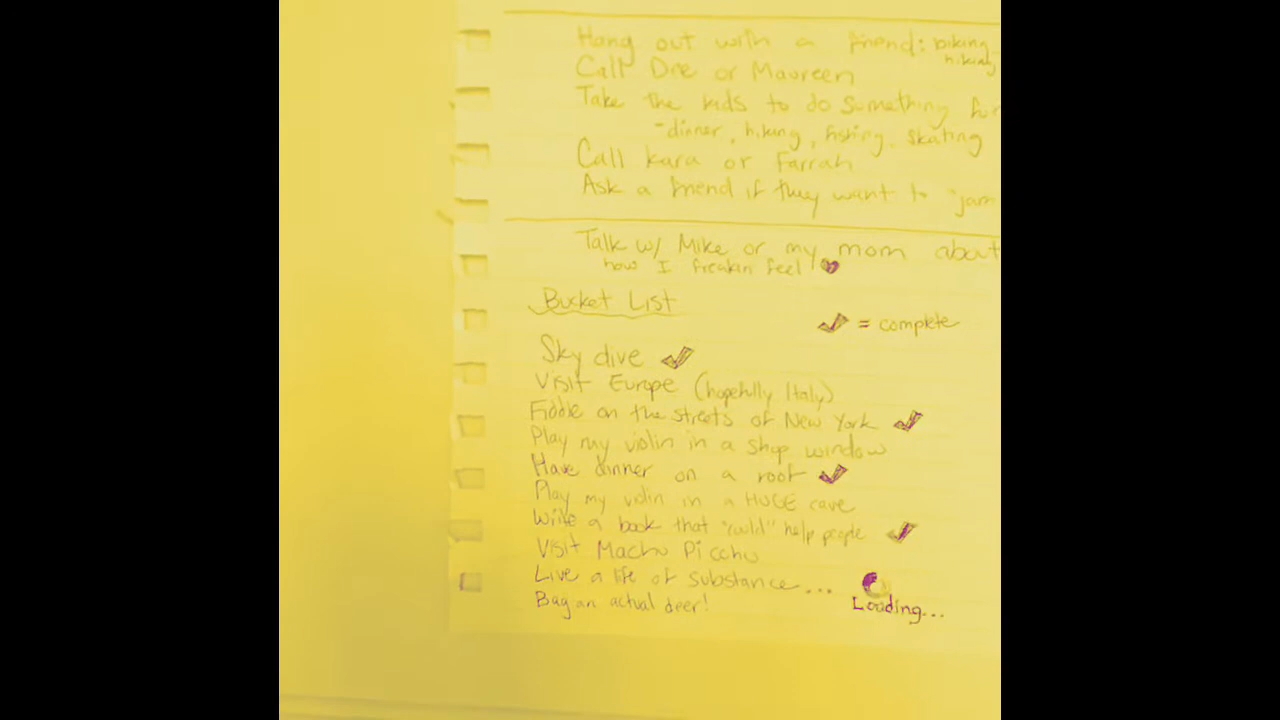 Hang out with a friend: biking
hiking
Call Dre or Maureen
Take the kids to do something for
- dinner, hiking, fishing, skating
Call Kara or Farrah
Ask a friend if they want to "jam
Talk w/ Mike or my mom about
how I freakin feel
Bucket List
= complete
Sky dive
Visit Europe (hopefully Italy)
Fiddle on the streets of New York
Play my violin in a shop window
Have dinner on a roof
Play my violin in a HUGE cave
Write a book that "could" help people
Visit Machu Picchu
Live a life of substance...
Loading...
Bag an actual deer!